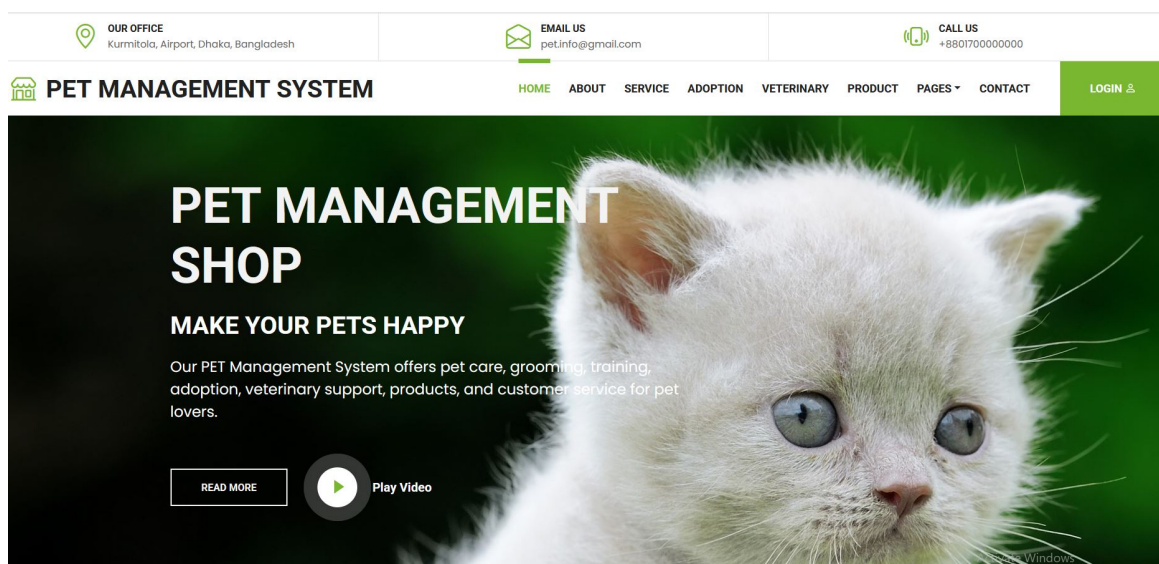 OUR OFFICE
Kurmitola, Airport, Dhaka, Bangladesh
EMAIL US
pet.info@gmail.com
CALL US
+8801700000000
PET MANAGEMENT SYSTEM
HOME ABOUT SERVICE ADOPTION VETERINARY PRODUCT PAGES CONTACT LOGIN
PET MANAGEMENT
SHOP
MAKE YOUR PETS HAPPY
Our PET Management System offers pet care, grooming, training,
adoption, veterinary support, products, and customer service for pet
lovers.
READ MORE
Play Video
Windows